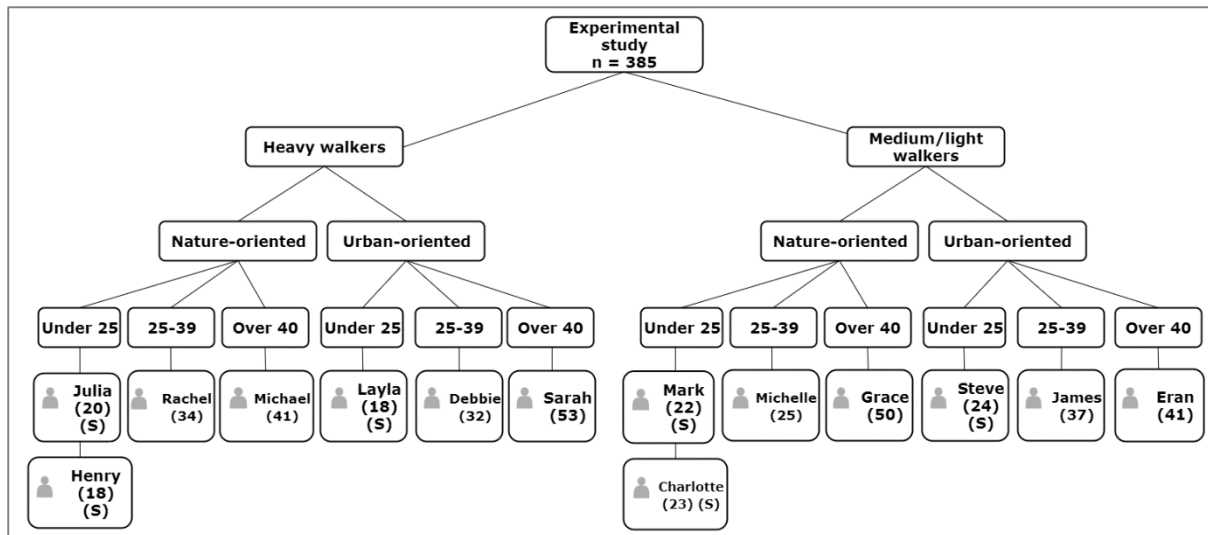 Experimental
study
n = 385
Heavy walkers
Medium/light
walkers
Nature-oriented
Urban-oriented
Nature-oriented
Urban-oriented
Under 25
25-39
Over 40
Under 25
25-39
Over 40
Under 25
25-39
Over 40
Under 25
25-39
Over 40
Julia
(20)
(S)
Rachel
(34)
Michael
(41)
Layla
(18)
(S)
Debbie
(32)
Sarah
(53)
Mark
(22)
(S)
Michelle
(25)
Grace
(50)
Steve
(24)
(S)
James
(37)
Eran
(41)
Henry
(18)
(S)
Charlotte
(23) (S)